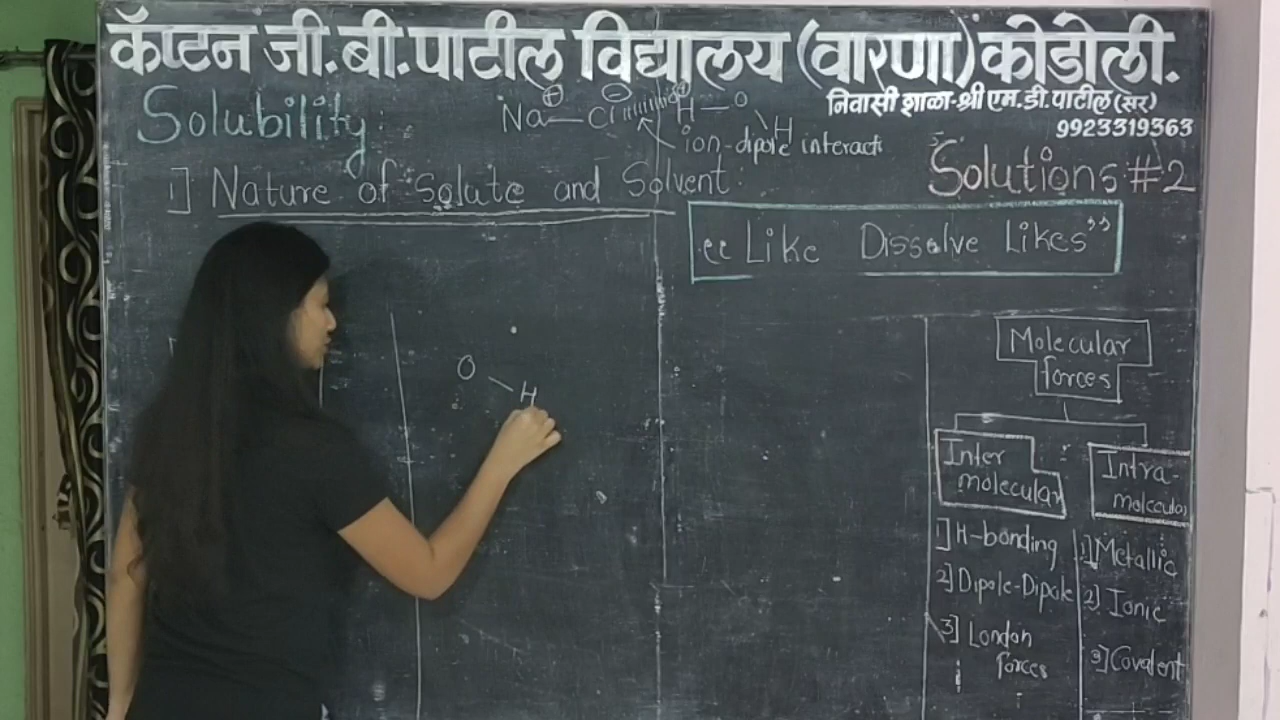 कॅप्टन जी.बी.पाटील विद्यालय (वारणा) कोडोली.
निवासी शाळा-श्री एम.डी.पाटील (सर)
9923319363
Solubility:
Na⊕—Cl⊖ H⊕—O
H
ion-dipole interact
Solutions #2
1] Nature of Solute and Solvent:
"Like Dissolve Likes"
O
H
Molecular
forces
Inter
molecular
1] H-bonding
2] Dipole-Dipole
3] London
forces
Intra-
molecular
1] Metallic
2] Ionic
3] Covalent